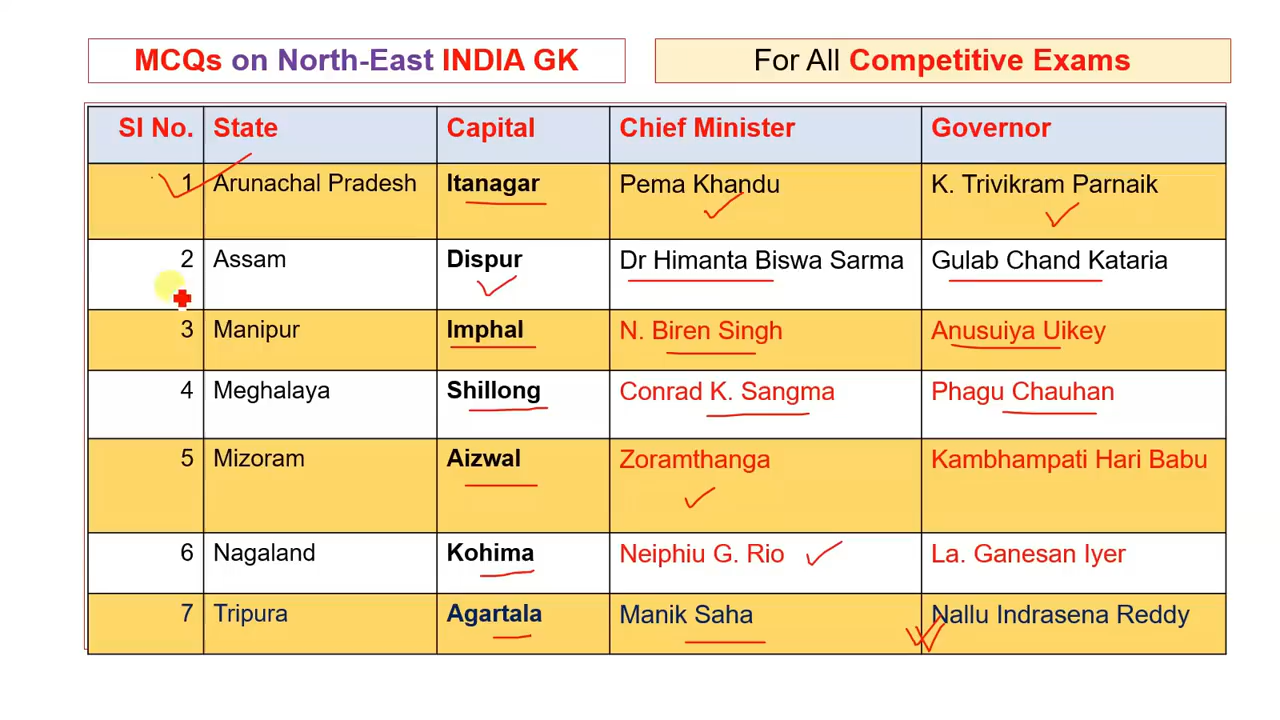 MCQs on North-East INDIA GK
For All Competitive Exams
SI No. State Capital Chief Minister Governor
1 Arunachal Pradesh Itanagar Pema Khandu K. Trivikram Parnaik
2 Assam Dispur Dr Himanta Biswa Sarma Gulab Chand Kataria
3 Manipur Imphal N. Biren Singh Anusuiya Uikey
4 Meghalaya Shillong Conrad K. Sangma Phagu Chauhan
5 Mizoram Aizwal Zoramthanga Kambhampati Hari Babu
6 Nagaland Kohima Neiphiu G. Rio La. Ganesan Iyer
7 Tripura Agartala Manik Saha Nallu Indrasena Reddy